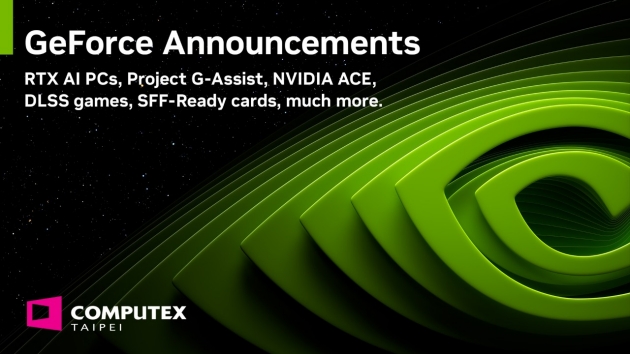 GeForce Announcements
RTX AI PCs, Project G-Assist, NVIDIA ACE,
DLSS games, SFF-Ready cards, much more.
COMPUTEX
TAIPEI